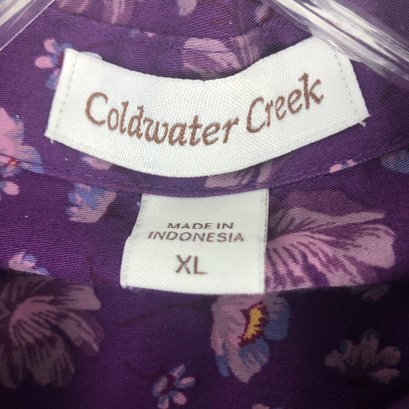 Coldwater Creek
MADE IN
INDONESIA
XL